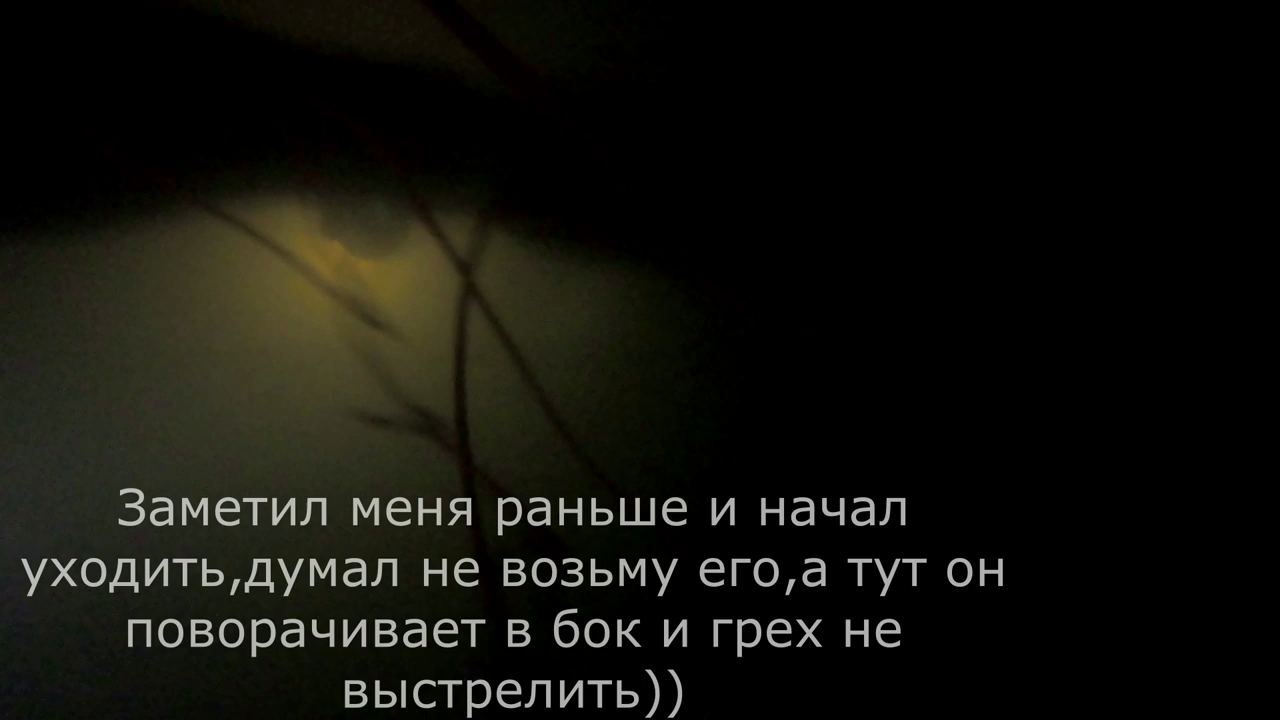 Заметил меня раньше и начал
уходить,думал не возьму его,а тут он
поворачивает в бок и грех не
выстрелить))